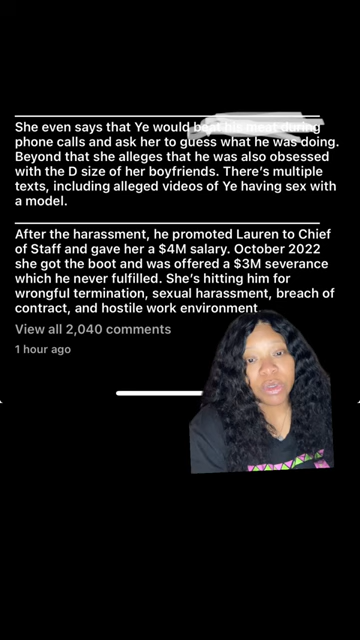 She even says that Ye would beat his meat during
phone calls and ask her to guess what he was doing.
Beyond that she alleges that he was also obsessed
with the D size of her boyfriends. There's multiple
texts, including alleged videos of Ye having sex with
a model.
After the harassment, he promoted Lauren to Chief
of Staff and gave her a $4M salary. October 2022
she got the boot and was offered a $3M severance
which he never fulfilled. She's hitting him for
wrongful termination, sexual harassment, breach of
contract, and hostile work environment
View all 2,040 comments
1 hour ago